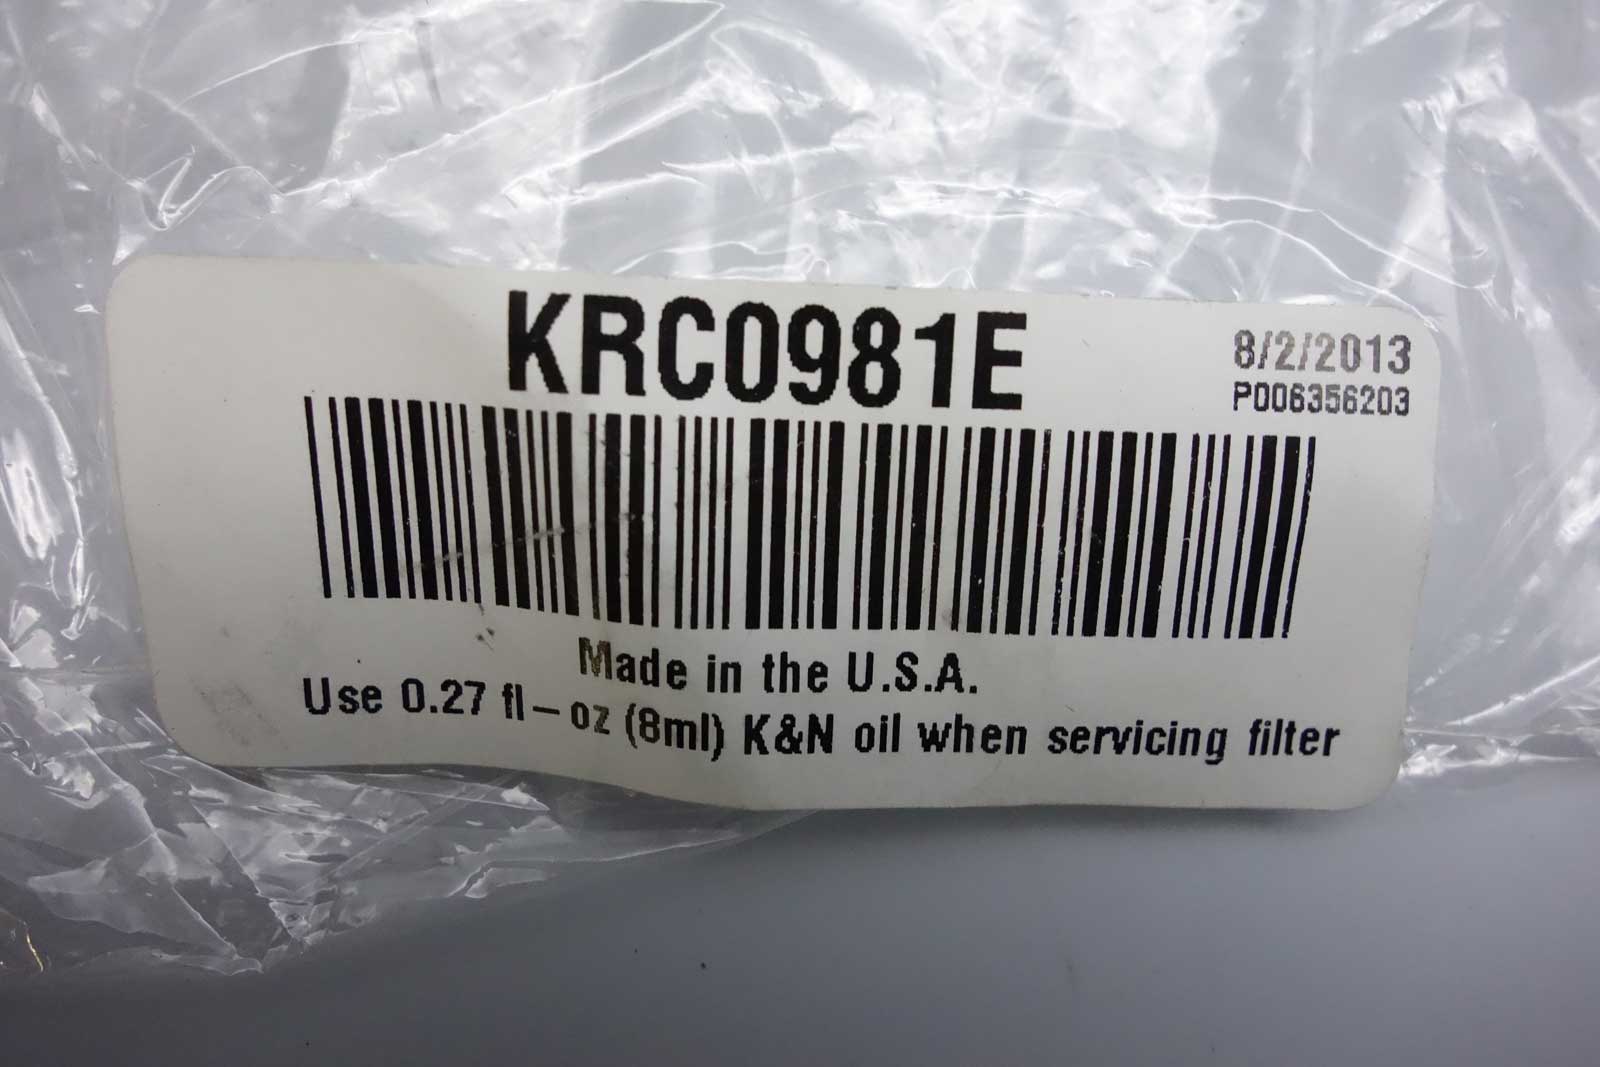 KRC0981E
8/2/2013
P006356203
Made in the U.S.A.
Use 0.27 fl-oz (8ml) K&N oil when servicing filter